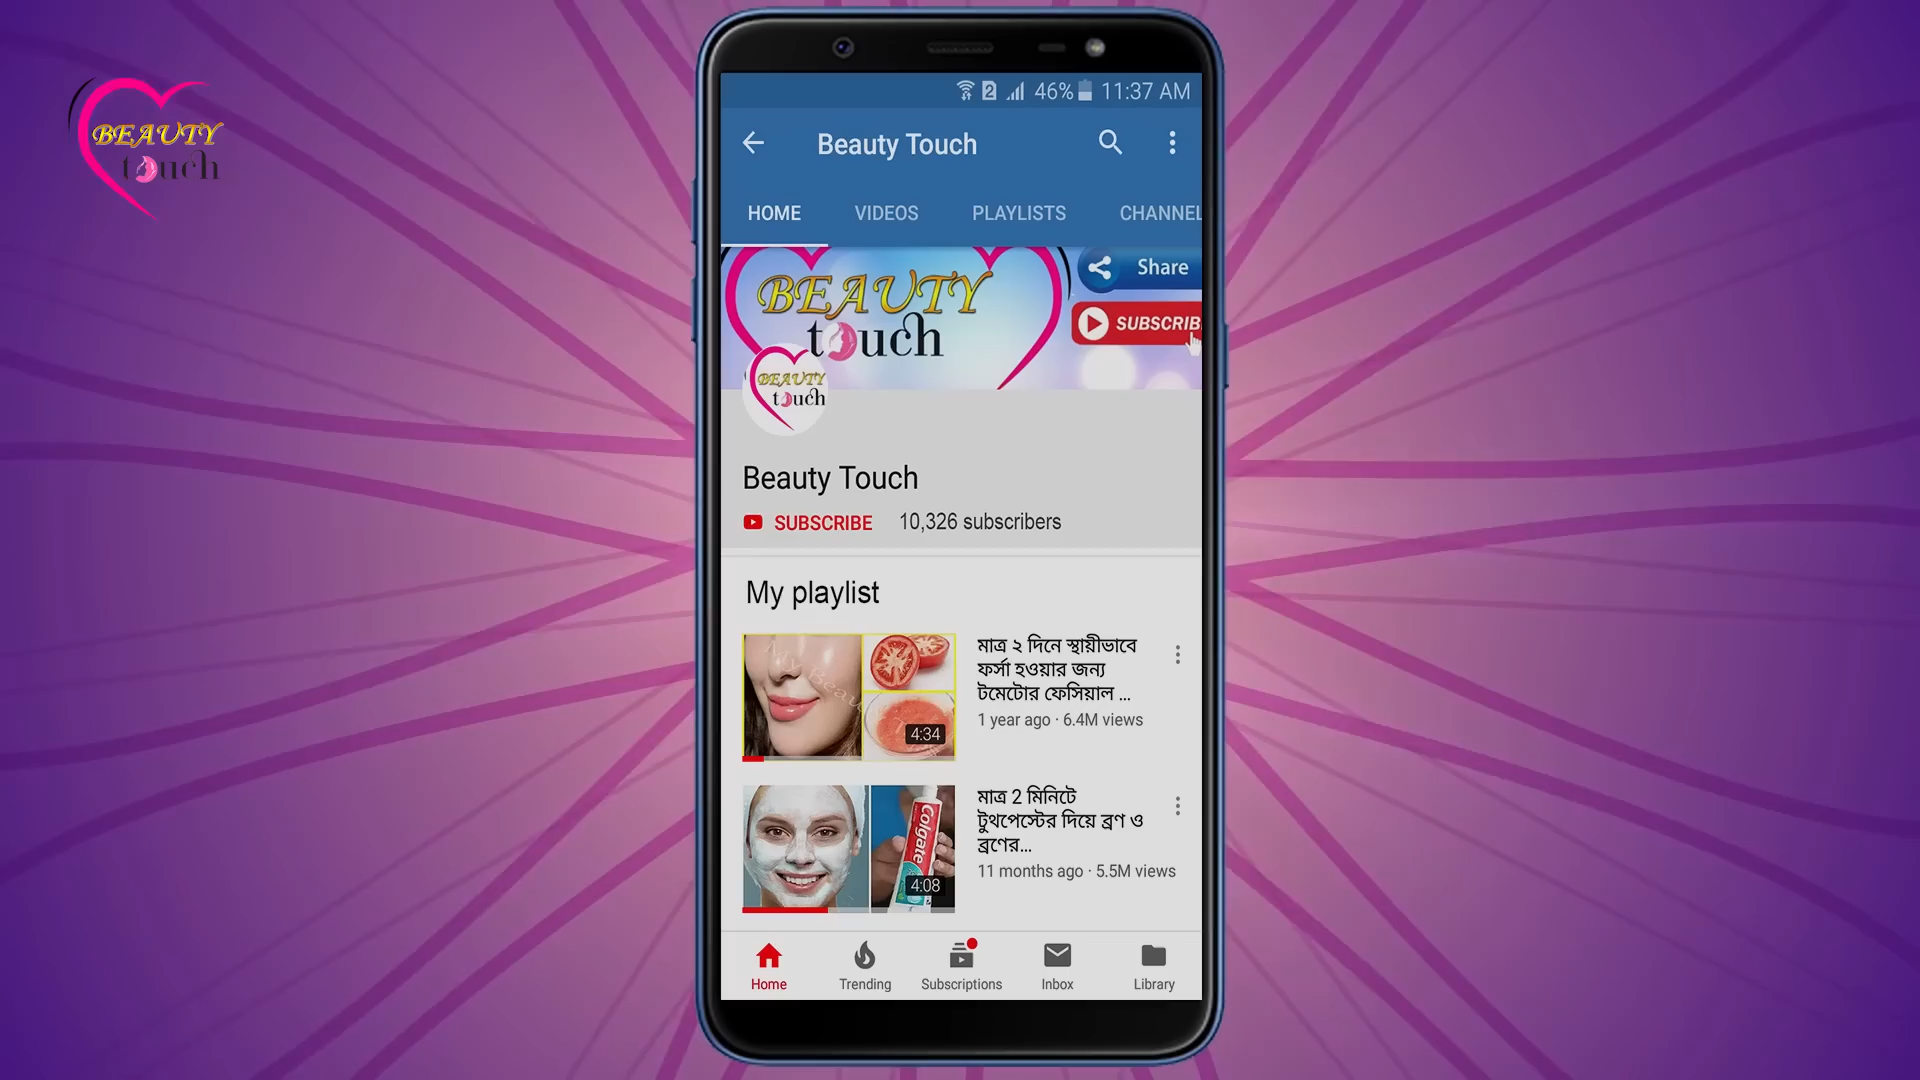 BEAUTY
touch
2 46% 11:37 AM
Beauty Touch
HOME VIDEOS PLAYLISTS CHANNEL
BEAUTY
touch
Share
SUBSCRIB
BEAUTY
touch
Beauty Touch
SUBSCRIBE 10,326 subscribers
My playlist
মাত্র ২ দিনে স্থায়ীভাবে
ফর্সা হওয়ার জন্য
টমেটোর ফেসিয়াল ...
1 year ago · 6.4M views
4:34
মাত্র 2 মিনিটে
টুথপেস্টের দিয়ে ব্রণ ও
ব্রণের...
11 months ago · 5.5M views
Colgate
4:08
Home Trending Subscriptions Inbox Library